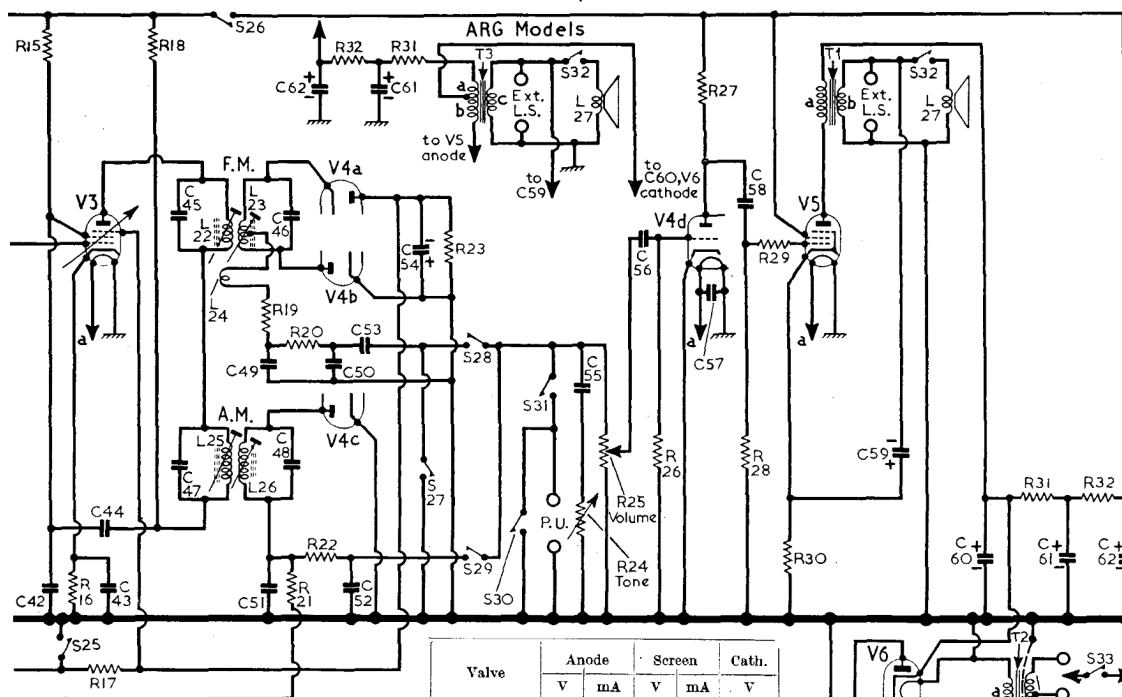 R15
R18
S26
ARG Models
R32
R31
C62
+
-
+
-
C61
T3
a
b
c
Ext.
L.S.
S32
L
27
to V5
anode
to
C59
to
C60,V6
cathode
R27
T1
a
b
Ext.
L.S.
S32
L
27
F.M.
V3
C
45
L
22
L
23
C
46
V4a
V4b
C
54
-
+
R23
L
24
R19
R20
C53
C49
C50
S28
C
56
V4d
C
58
R29
V5
a
C57
a
a
A.M.
L25
C
47
L26
C
48
V4c
S
27
S31
C
55
S30
P.U.
R25
Volume
R24
Tone
R
26
R
28
C59
-
+
R31
R32
C44
R22
S29
R30
C
60
+
-
C
61
+
-
C
62
+
-
C42
R
16
C
43
C51
R
21
C
52
S25
R17
Valve
Anode
Screen
Cath.
V
mA
V
mA
V
V6
T2
a
S33